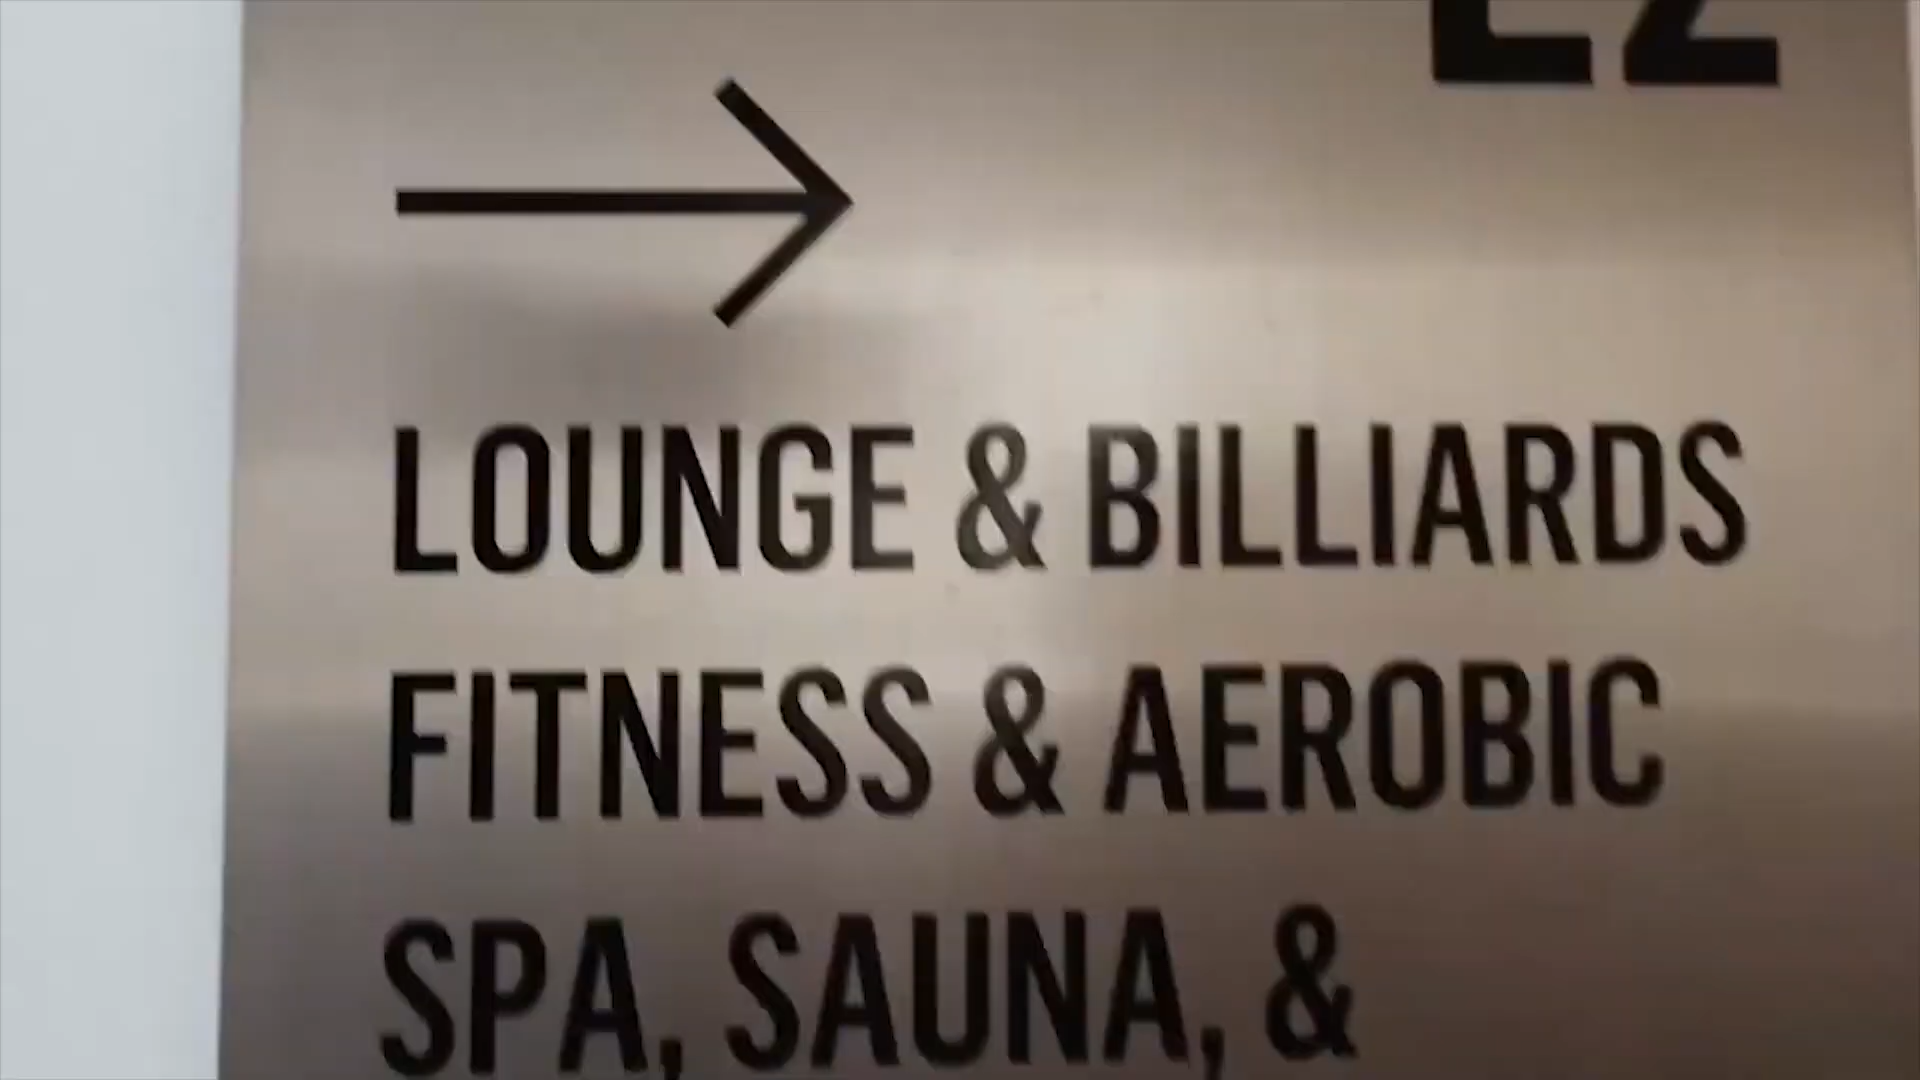 LOUNGE & BILLIARDS
FITNESS & AEROBIC
SPA, SAUNA, &